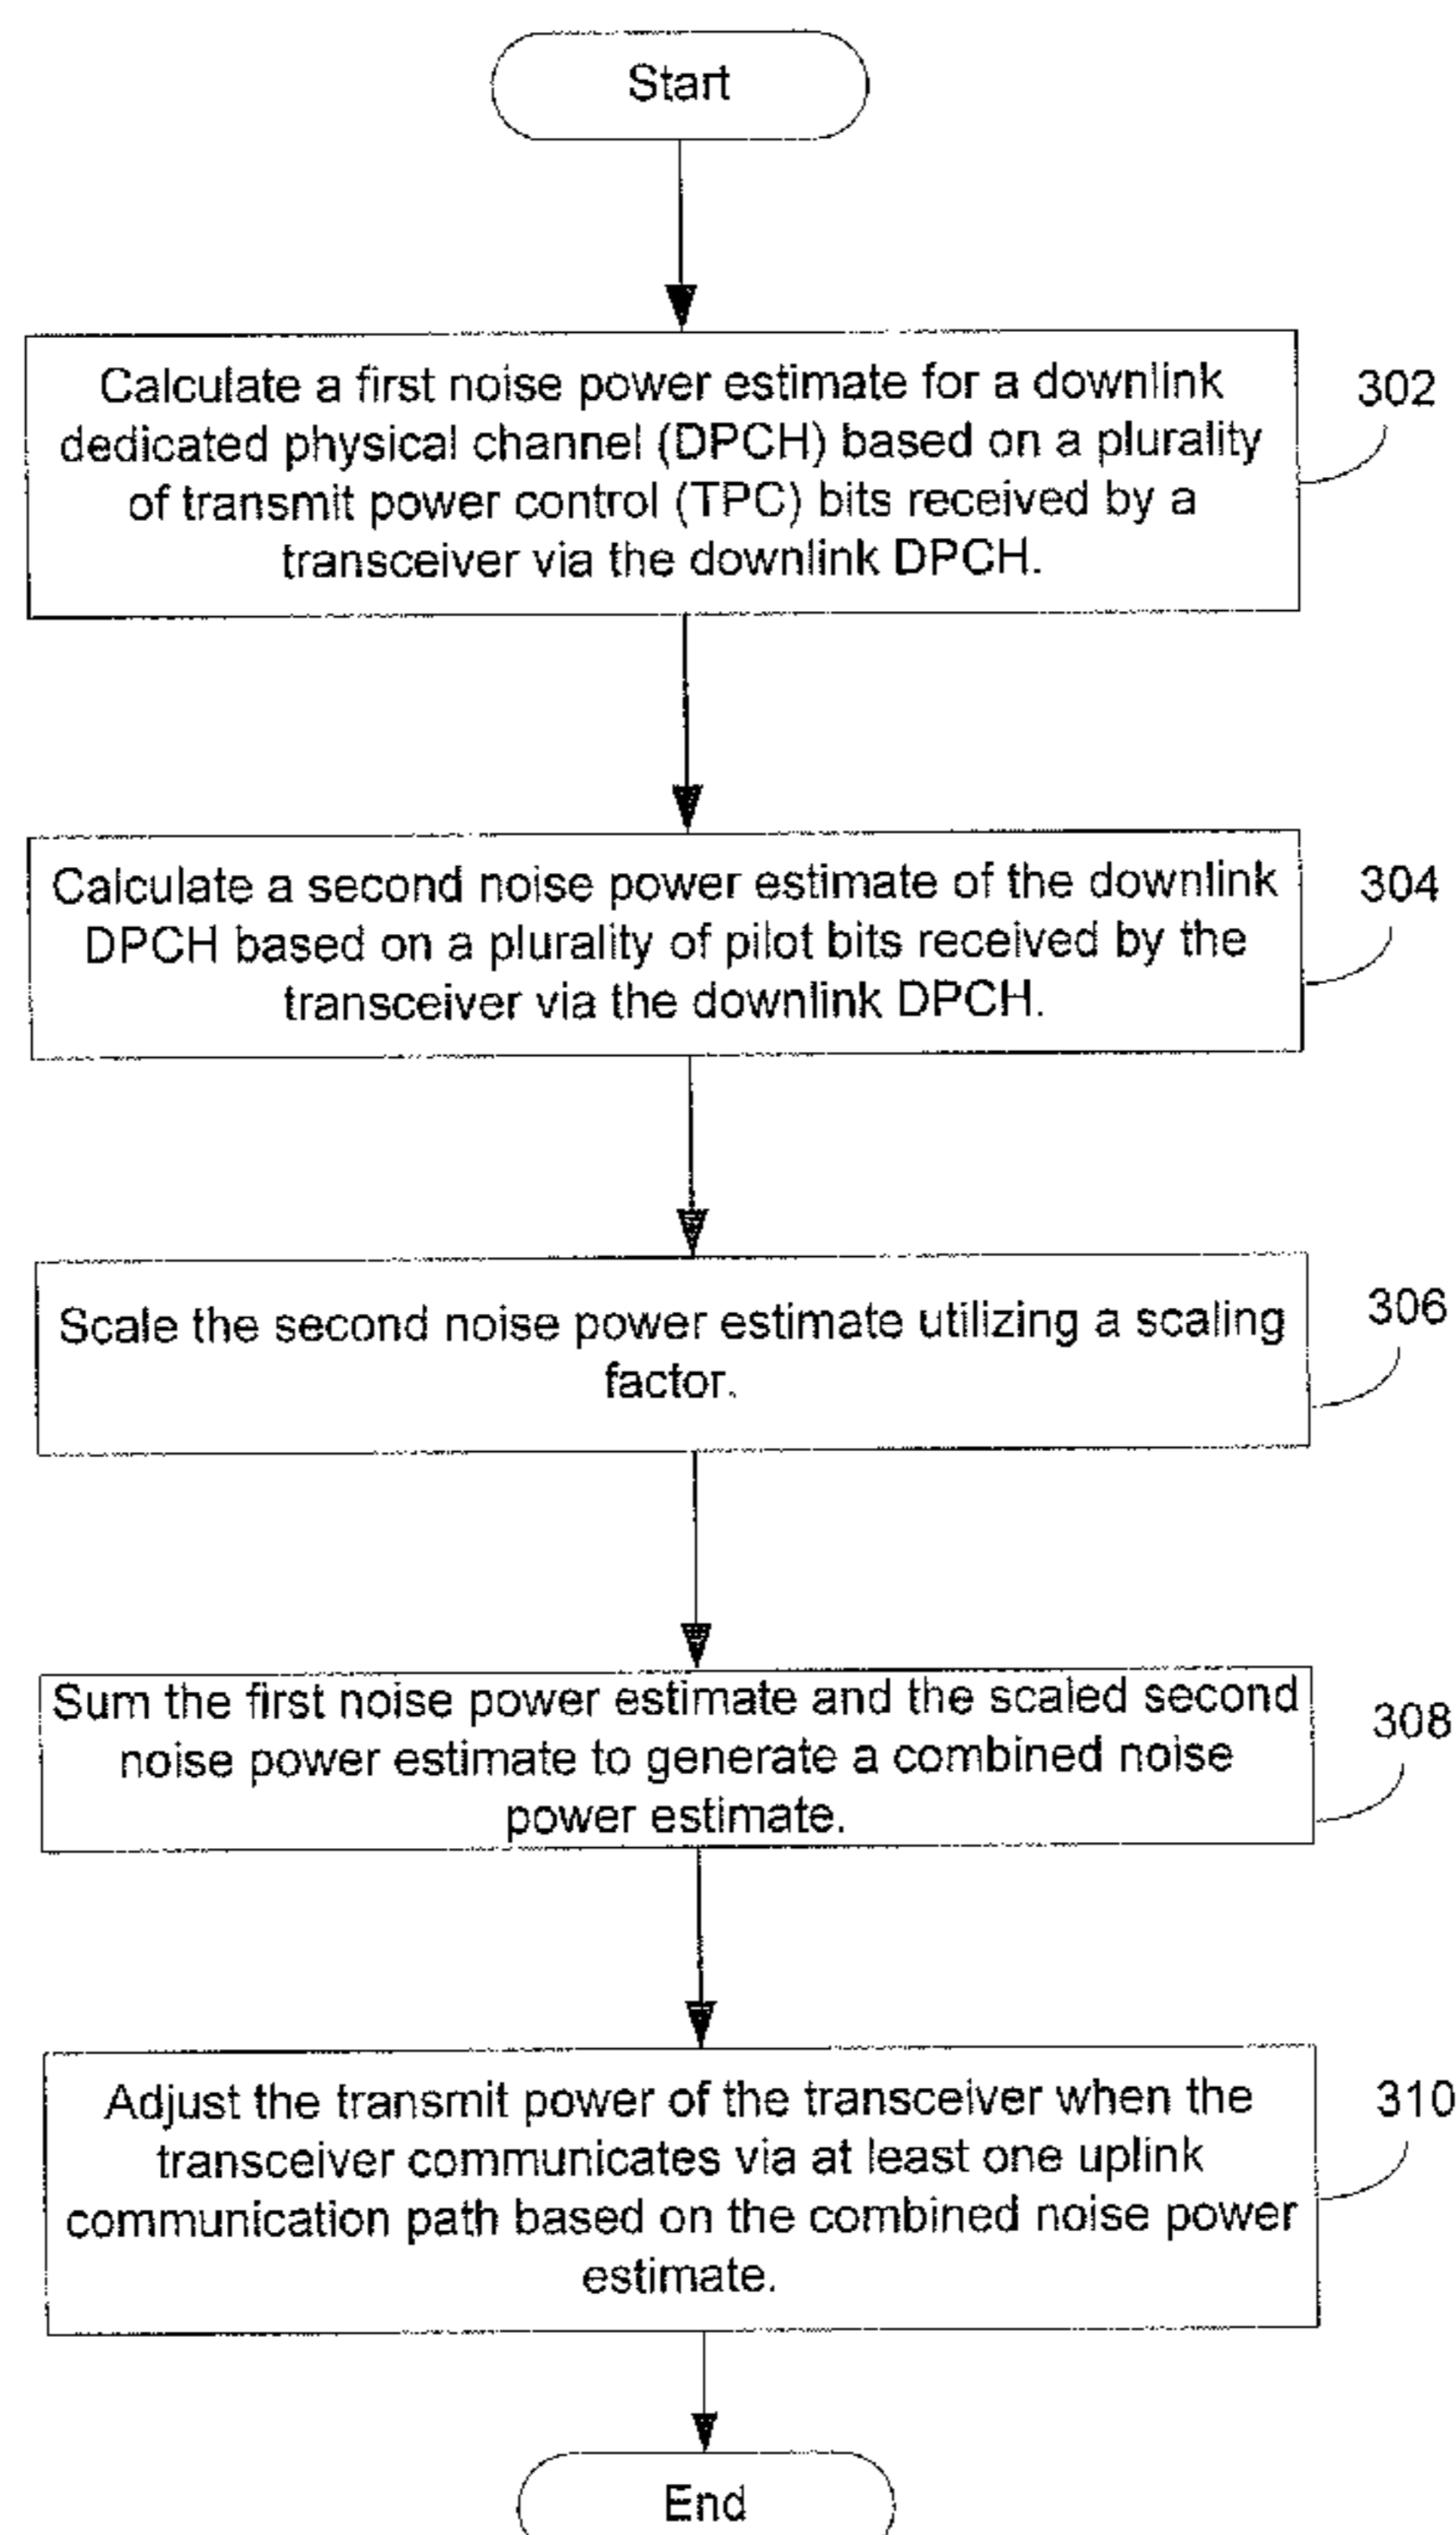 Start
Calculate a first noise power estimate for a downlink
dedicated physical channel (DPCH) based on a plurality
of transmit power control (TPC) bits received by a
transceiver via the downlink DPCH.
302
Calculate a second noise power estimate of the downlink
DPCH based on a plurality of pilot bits received by the
transceiver via the downlink DPCH.
304
Scale the second noise power estimate utilizing a scaling
factor.
306
Sum the first noise power estimate and the scaled second
noise power estimate to generate a combined noise
power estimate.
308
Adjust the transmit power of the transceiver when the
transceiver communicates via at least one uplink
communication path based on the combined noise power
estimate.
310
End